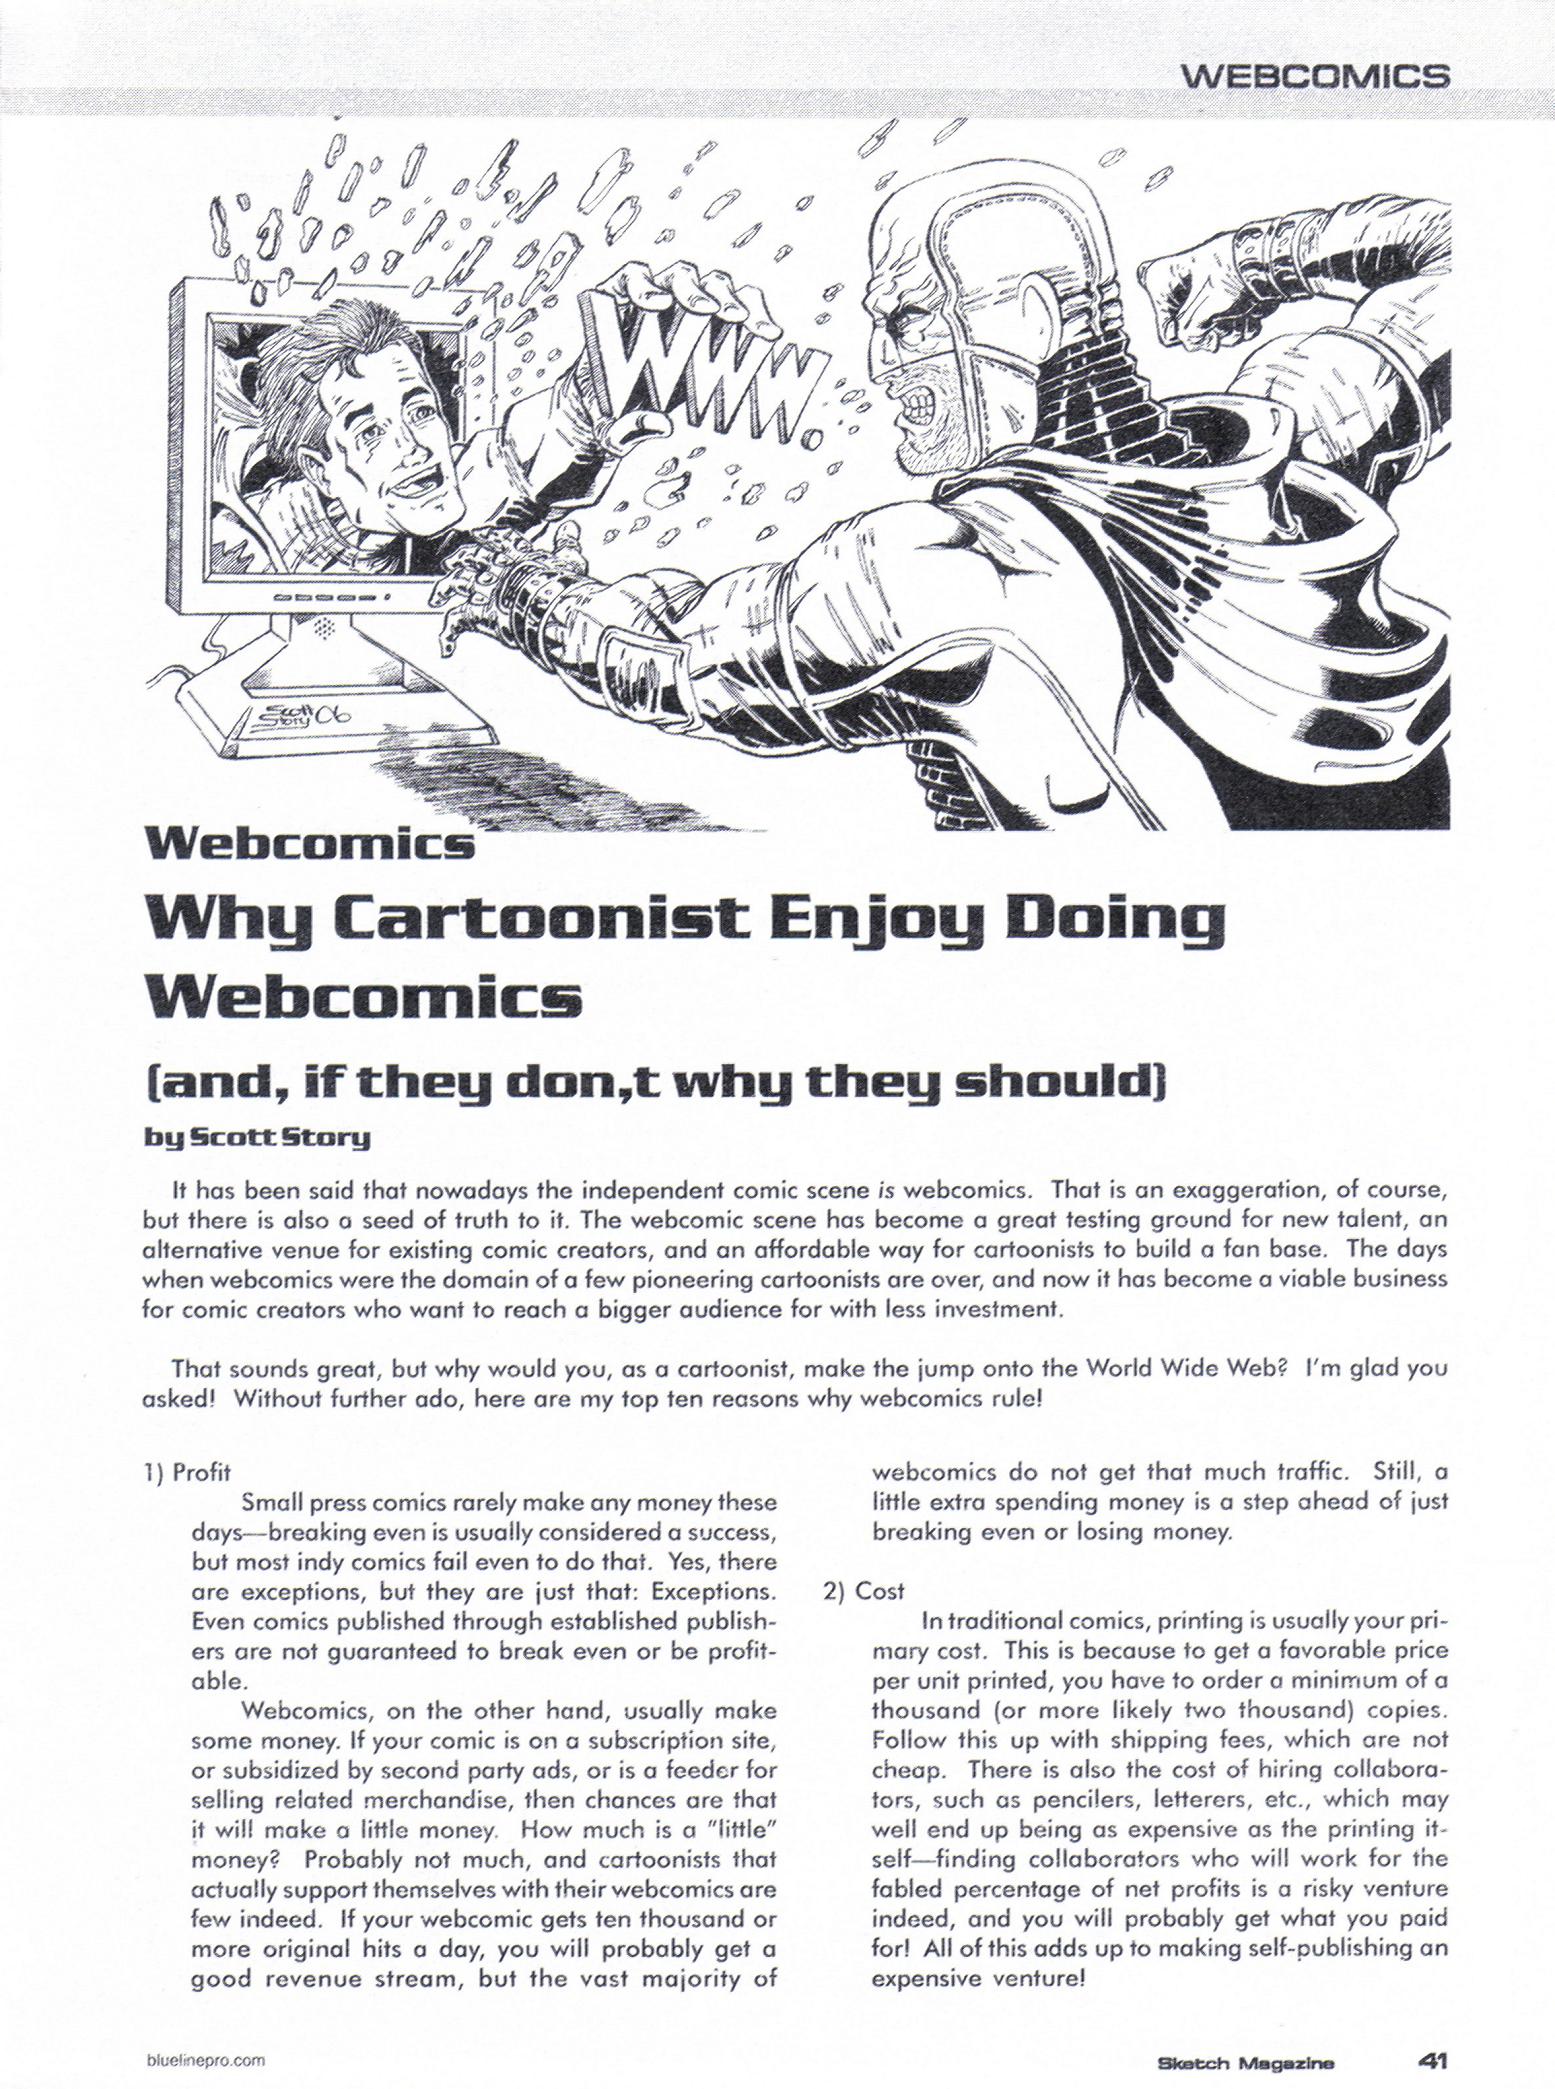 WEBCOMICS
WWW.
Scott
Story 06
Webcomics
Why Cartoonist Enjoy Doing
Webcomics
(and, if they don,t why they should)
by Scott Story
It has been said that nowadays the independent comic scene is webcomics. That is an exaggeration, of course,
but there is also a seed of truth to it. The webcomic scene has become a great testing ground for new talent, an
alternative venue for existing comic creators, and an affordable way for cartoonists to build a fan base. The days
when webcomics were the domain of a few pioneering cartoonists are over, and now it has become a viable business
for comic creators who want to reach a bigger audience for with less investment.
That sounds great, but why would you, as a cartoonist, make the jump onto the World Wide Web? I'm glad you
asked! Without further ado, here are my top ten reasons why webcomics rule!
1) Profit
Small press comics rarely make any money these
days—breaking even is usually considered a success,
but most indy comics fail even to do that. Yes, there
are exceptions, but they are just that: Exceptions.
Even comics published through established publish-
ers are not guaranteed to break even or be profit-
able.
Webcomics, on the other hand, usually make
some money. If your comic is on a subscription site,
or subsidized by second party ads, or is a feeder for
selling related merchandise, then chances are that
it will make a little money. How much is a "little"
money? Probably not much, and cartoonists that
actually support themselves with their webcomics are
few indeed. If your webcomic gets ten thousand or
more original hits a day, you will probably get a
good revenue stream, but the vast majority of
webcomics do not get that much traffic. Still, a
little extra spending money is a step ahead of just
breaking even or losing money.
2) Cost
In traditional comics, printing is usually your pri-
mary cost. This is because to get a favorable price
per unit printed, you have to order a minimum of a
thousand (or more likely two thousand) copies.
Follow this up with shipping fees, which are not
cheap. There is also the cost of hiring collabora-
tors, such as pencilers, letterers, etc., which may
well end up being as expensive as the printing it-
self—finding collaborators who will work for the
fabled percentage of net profits is a risky venture
indeed, and you will probably get what you paid
for! All of this adds up to making self-publishing an
expensive venture!
bluelinepro.com
Sketch Magazine 41